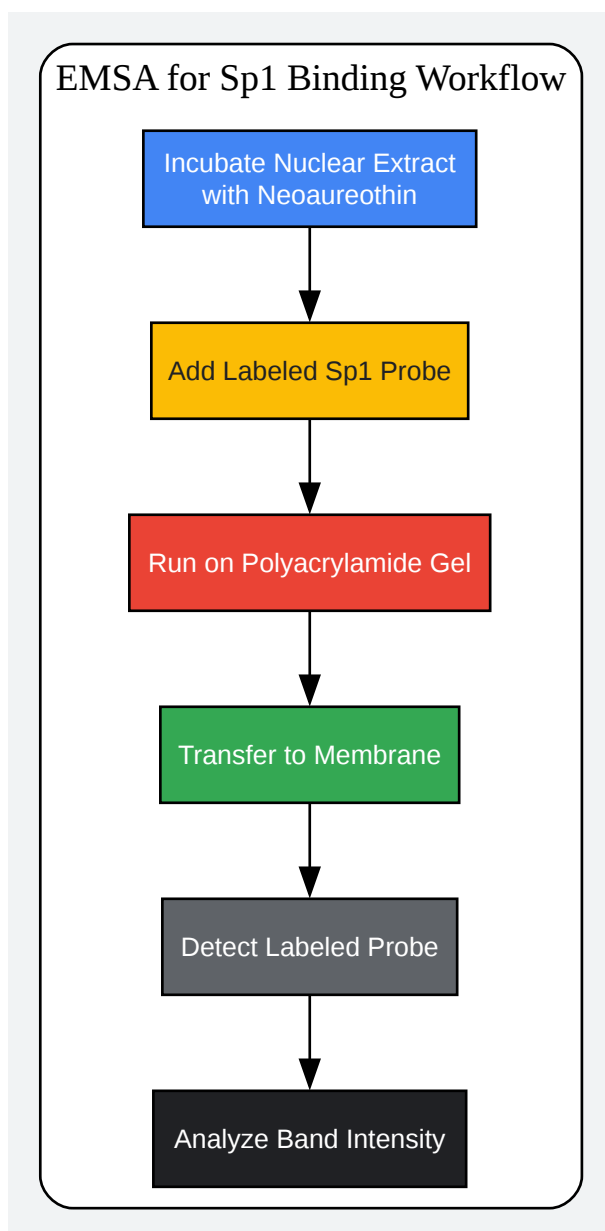 EMSA for Sp1 Binding Workflow
Incubate Nuclear Extract
with Neoaureothin
Add Labeled Sp1 Probe
Run on Polyacrylamide Gel
Transfer to Membrane
Detect Labeled Probe
Analyze Band Intensity